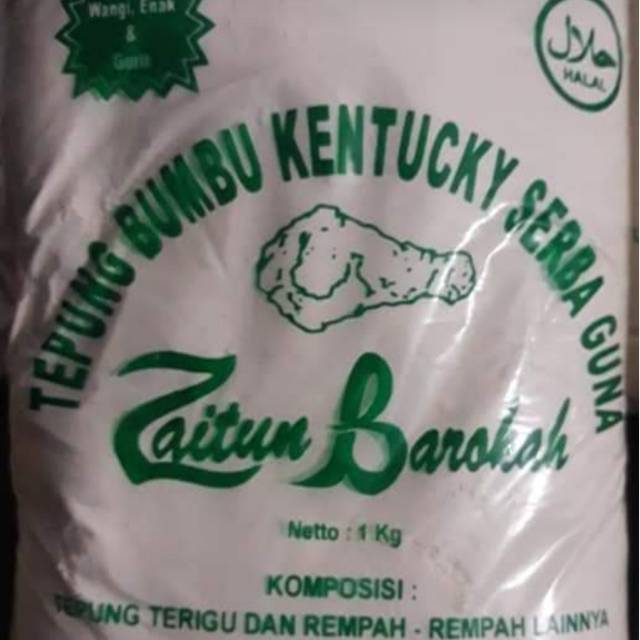 Wangi, Enak
&
Gurih
حلال
HALAL
TEPUNG BUMBU KENTUCKY SERBA GUNA
Zaitun Barokah
Netto : 1 Kg
KOMPOSISI :
TEPUNG TERIGU DAN REMPAH - REMPAH LAINNYA